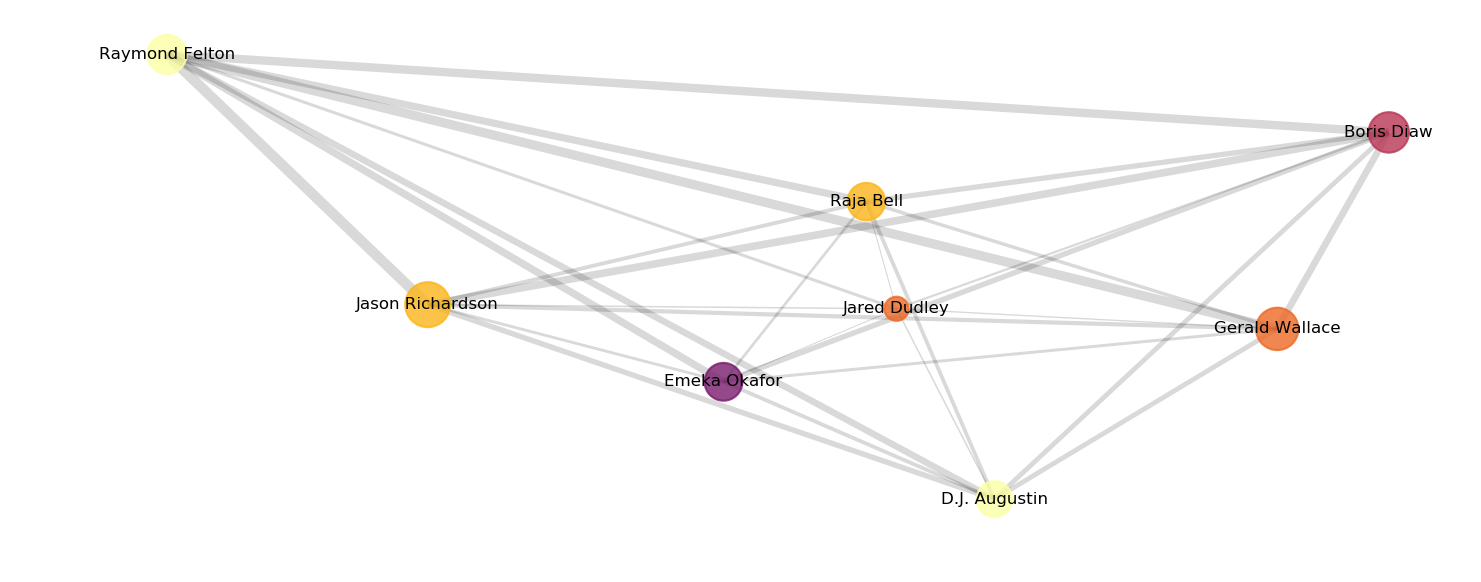 Raymond Felton
Boris Diaw
Raja Bell
Jason Richardson
Jared Dudley
Gerald Wallace
Emeka Okafor
D.J. Augustin